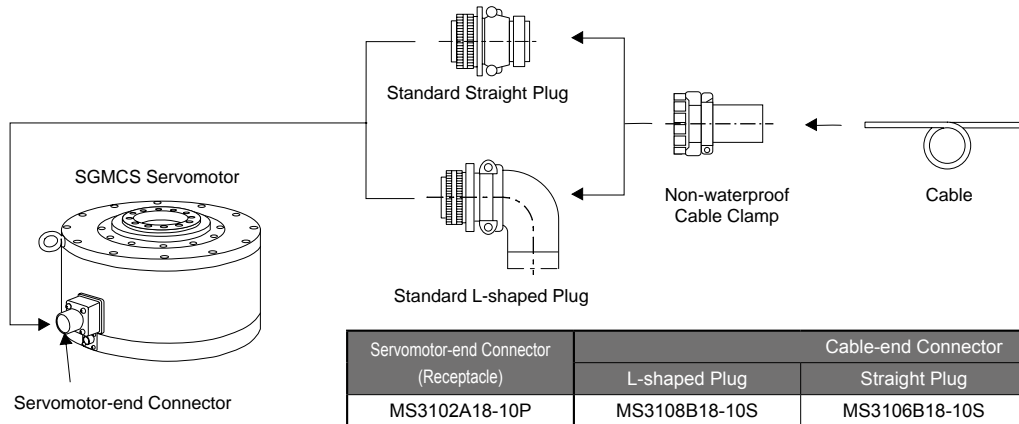 Standard Straight Plug
SGMCS Servomotor
Non-waterproof
Cable Clamp
Cable
Standard L-shaped Plug
Servomotor-end Connector
Servomotor-end Connector
(Receptacle)
Cable-end Connector
L-shaped Plug
Straight Plug
MS3102A18-10P
MS3108B18-10S
MS3106B18-10S